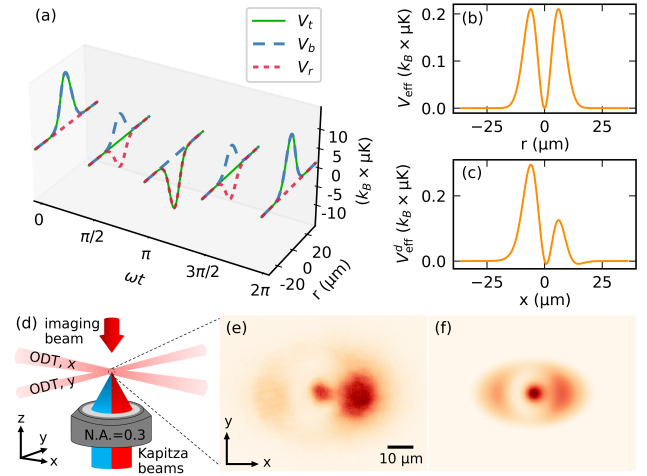 (a)
V_t
V_b
V_r
10
5
0
-5
-10
(k_B × μK)
0
π/2
π
3π/2
2π
ωt
20
0
-20
r (μm)
(b)
0.2
0.1
0.0
V_eff (k_B × μK)
−25
0
25
r (μm)
(c)
0.2
0.0
V^d_eff (k_B × μK)
−25
0
25
x (μm)
(d)
imaging
beam
ODT, x
ODT, y
N.A.=0.3
z
y
x
Kapitza
beams
(e)
y
x
10 μm
(f)